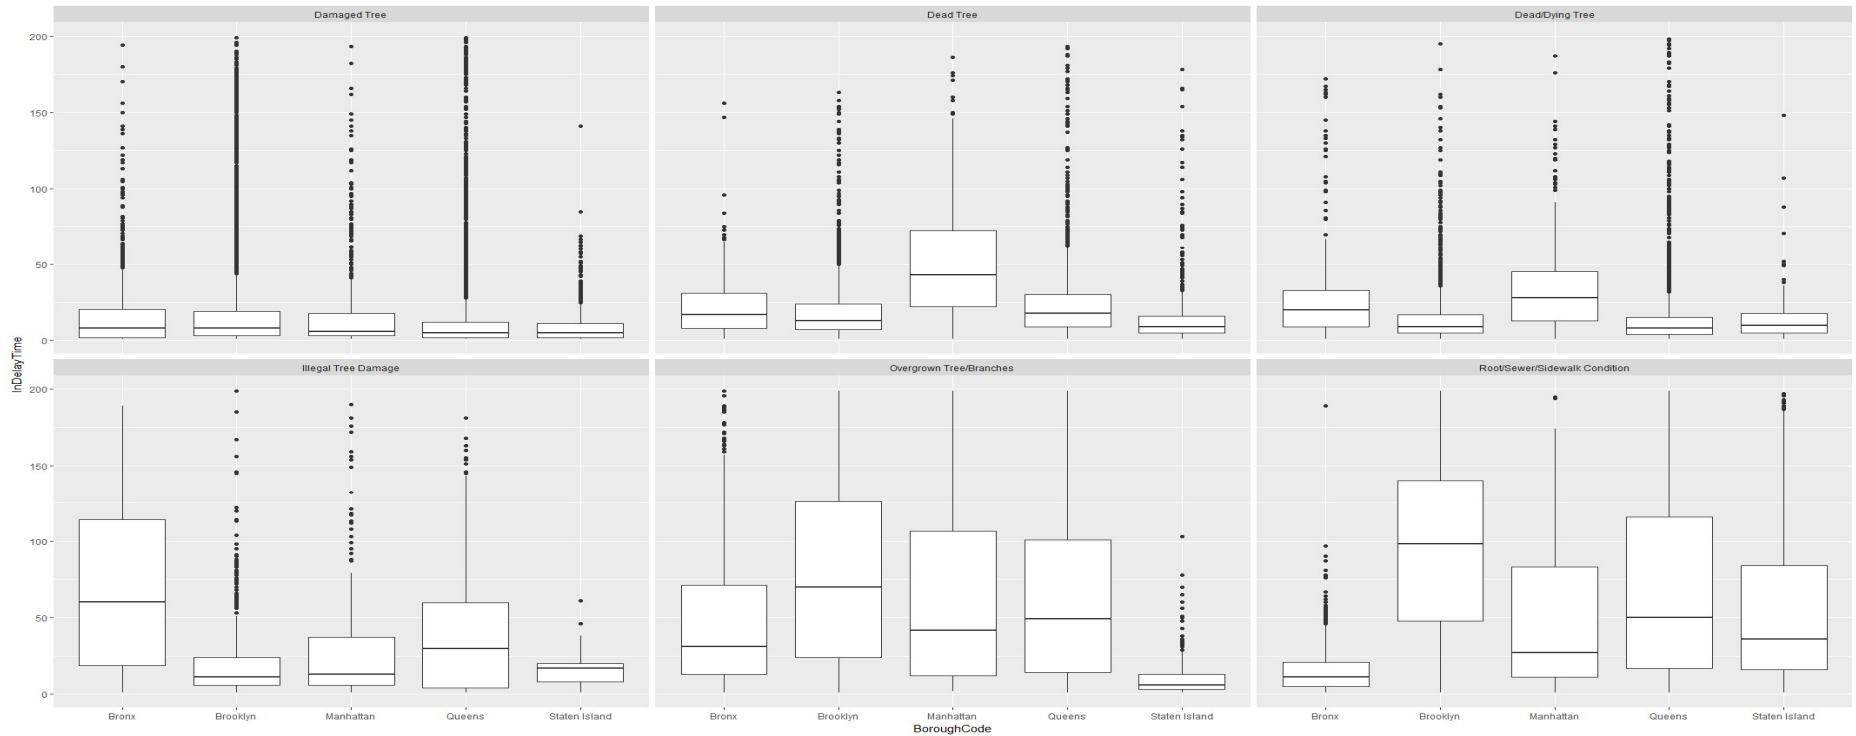 Damaged Tree
Dead Tree
Dead/Dying Tree
200
150
100
50
0
InDelayTime
Illegal Tree Damage
Overgrown Tree/Branches
Root/Sewer/Sidewalk Condition
200
150
100
50
0
Bronx Brooklyn Manhattan Queens Staten Island
Bronx Brooklyn Manhattan Queens Staten Island
Bronx Brooklyn Manhattan Queens Staten Island
BoroughCode